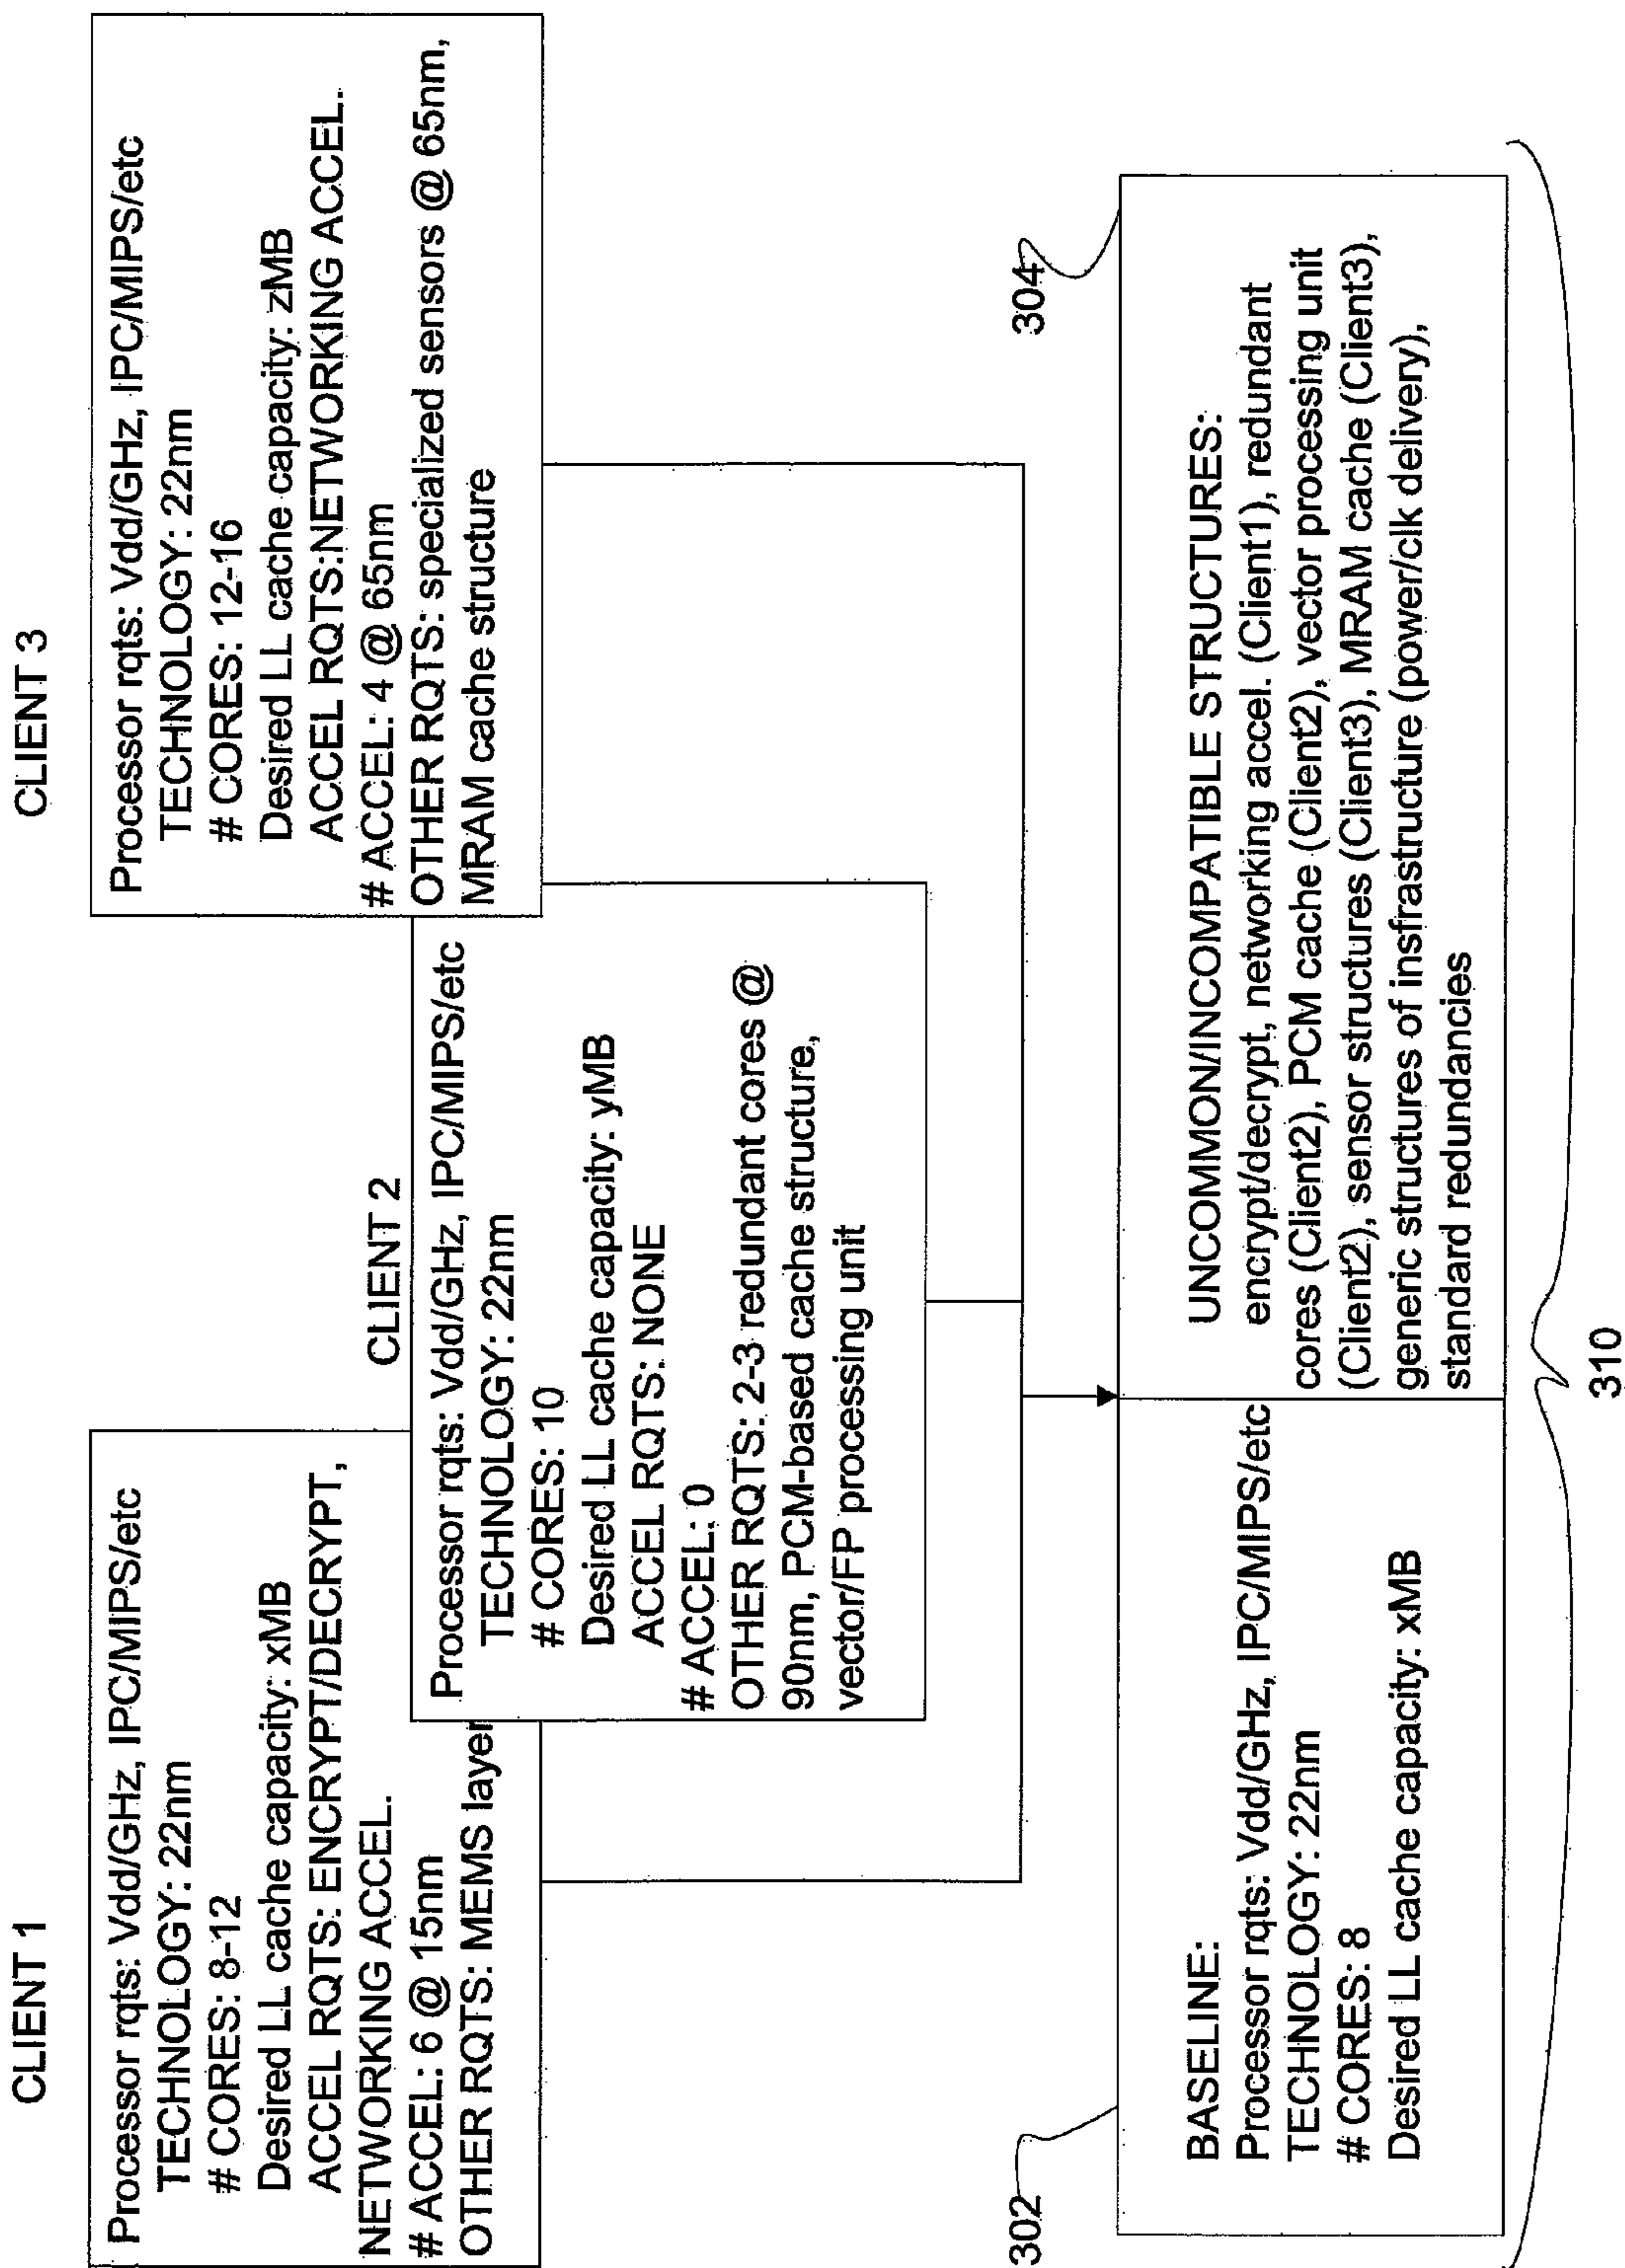 CLIENT 1
Processor rqts: Vdd/GHz, IPC/MIPS/etc
TECHNOLOGY: 22nm
# CORES: 8-12
Desired LL cache capacity: xMB
ACCEL RQTS: ENCRYPT/DECRYPT,
NETWORKING ACCEL.
# ACCEL: 6 @ 15nm
OTHER RQTS: MEMS layer
CLIENT 2
Processor rqts: Vdd/GHz, IPC/MIPS/etc
TECHNOLOGY: 22nm
# CORES: 10
Desired LL cache capacity: yMB
ACCEL RQTS: NONE
# ACCEL: 0
OTHER RQTS: 2-3 redundant cores @
90nm, PCM-based cache structure,
vector/FP processing unit
CLIENT 3
Processor rqts: Vdd/GHz, IPC/MIPS/etc
TECHNOLOGY: 22nm
# CORES: 12-16
Desired LL cache capacity: zMB
ACCEL RQTS:NETWORKING ACCEL.
# ACCEL: 4 @ 65nm
OTHER RQTS: specialized sensors @ 65nm,
MRAM cache structure
302
BASELINE:
Processor rqts: Vdd/GHz, IPC/MIPS/etc
TECHNOLOGY: 22nm
# CORES: 8
Desired LL cache capacity: xMB
304
UNCOMMON/INCOMPATIBLE STRUCTURES:
encrypt/decrypt, networking accel. (Client1), redundant
cores (Client2), PCM cache (Client2), vector processing unit
(Client2), sensor structures (Client3), MRAM cache (Client3),
generic structures of insfrastructure (power/clk delivery),
standard redundancies
310